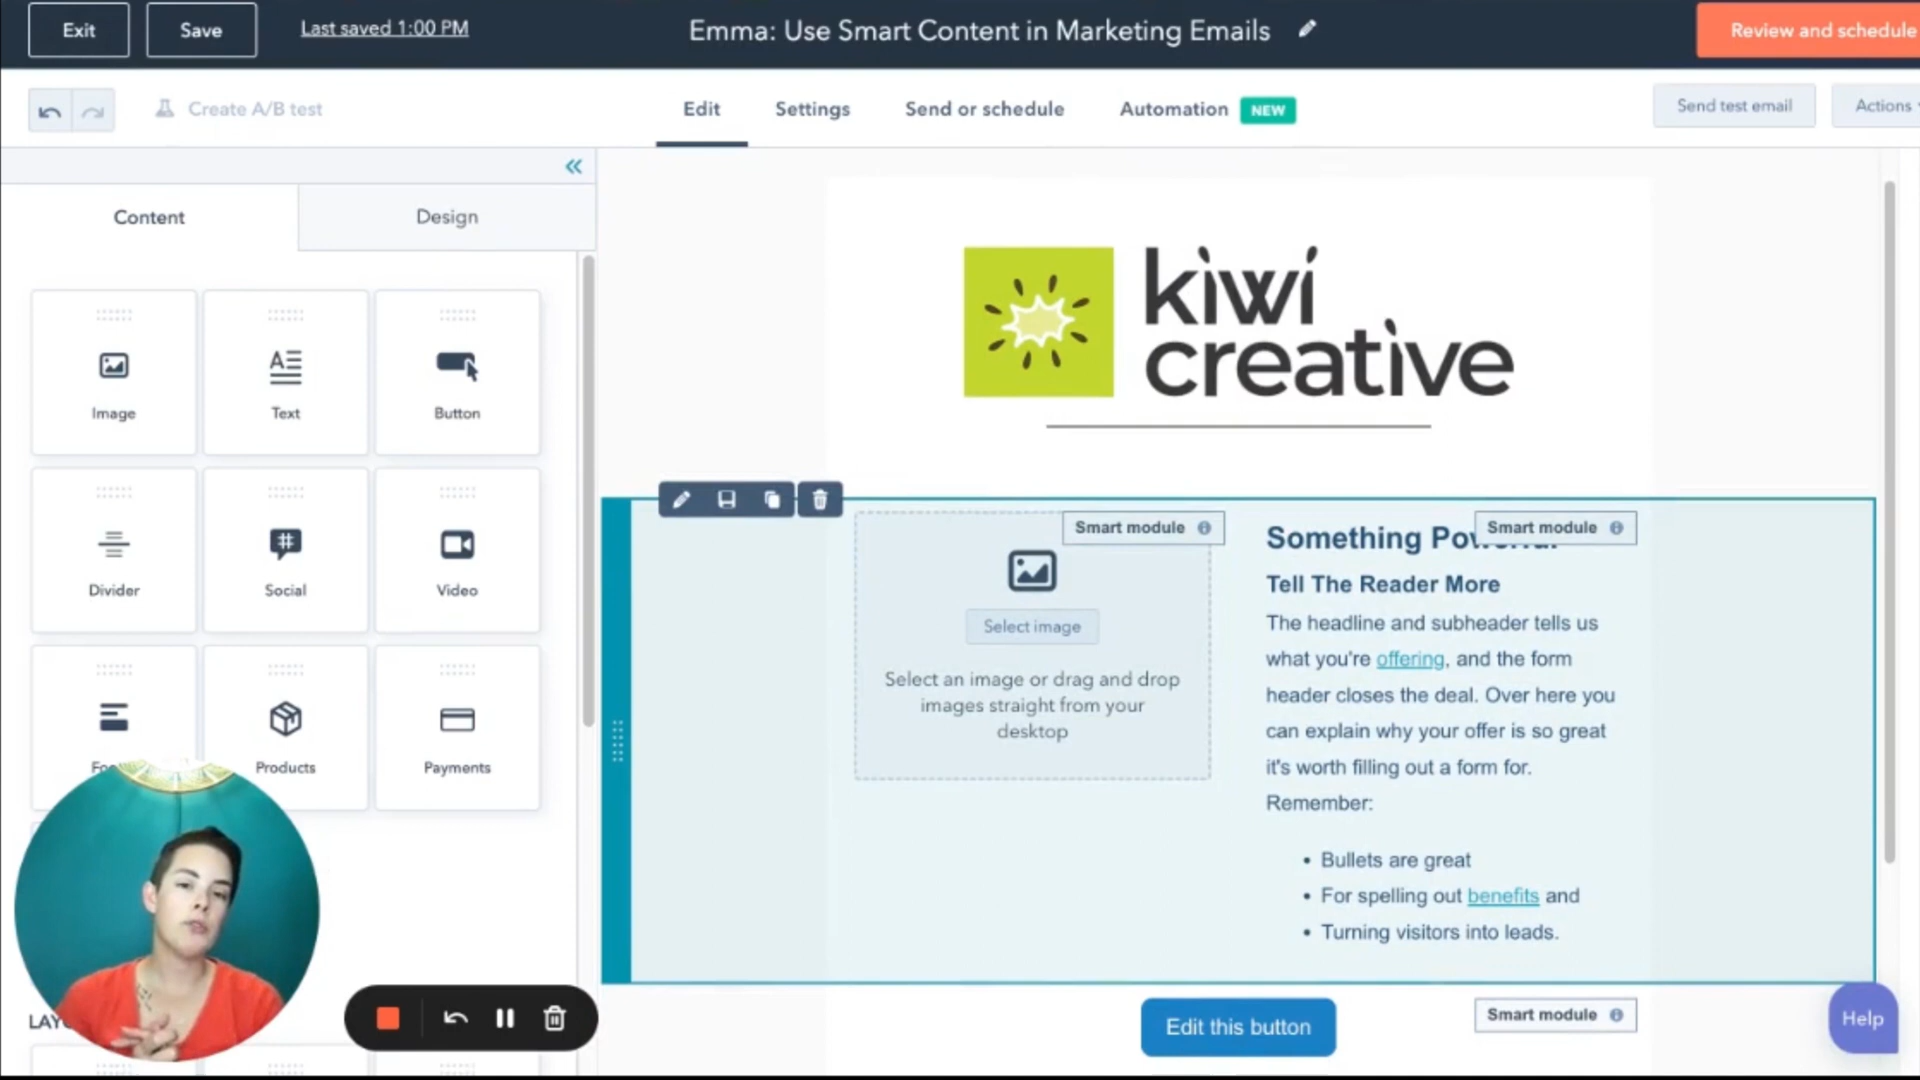 Exit
Save
Last saved 1:00 PM
Emma: Use Smart Content in Marketing Emails
Review and schedule
Create A/B test
Edit
Settings
Send or schedule
Automation
NEW
Send test email
Actions
Content
Design
Image
Text
Button
Divider
Social
Video
Products
Payments
kiwi
creative
Smart module
Select image
Select an image or drag and drop
images straight from your
desktop
Something
Smart module
Tell The Reader More
The headline and subheader tells us
what you're offering, and the form
header closes the deal. Over here you
can explain why your offer is so great
it's worth filling out a form for.
Remember:
• Bullets are great
• For spelling out benefits and
• Turning visitors into leads.
Edit this button
Smart module
Help